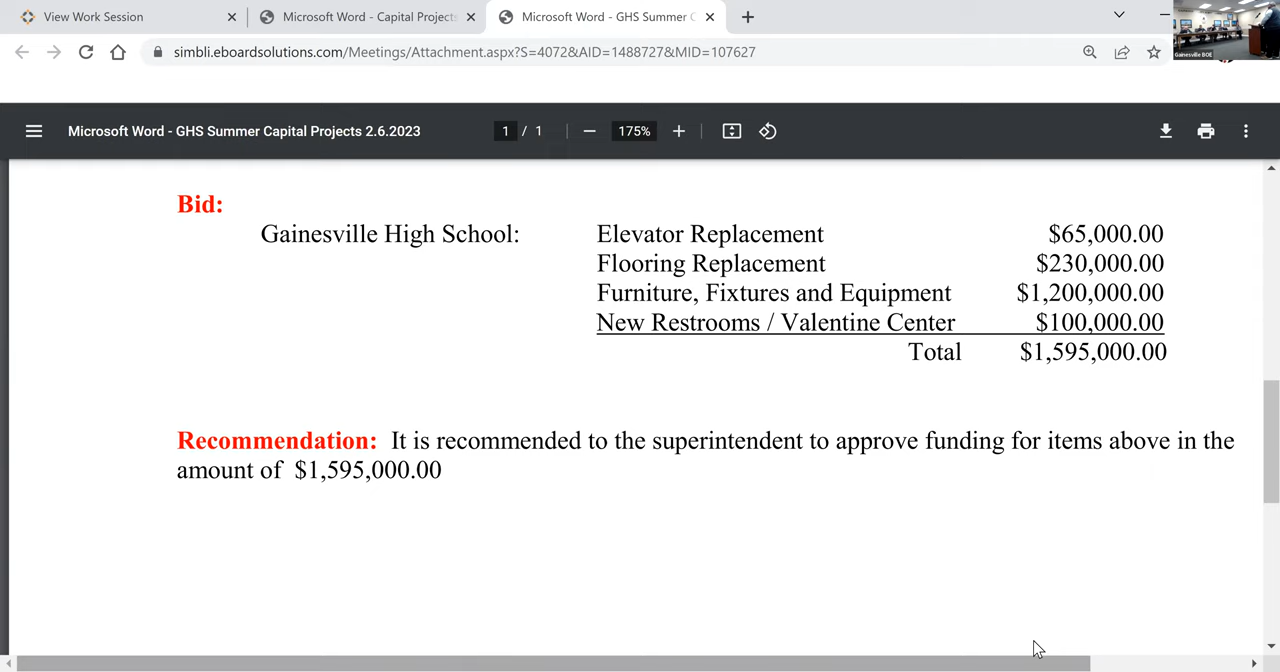 View Work Session
Microsoft Word - Capital Projects
Microsoft Word - GHS Summer C
simbli.eboardsolutions.com/Meetings/Attachment.aspx?S=4072&AID=1488727&MID=107627
Gainesville BOE
Microsoft Word - GHS Summer Capital Projects 2.6.2023 1 / 1 175%
Bid:
Gainesville High School: Elevator Replacement $65,000.00
Flooring Replacement $230,000.00
Furniture, Fixtures and Equipment $1,200,000.00
New Restrooms / Valentine Center $100,000.00
Total $1,595,000.00
Recommendation: It is recommended to the superintendent to approve funding for items above in the
amount of $1,595,000.00